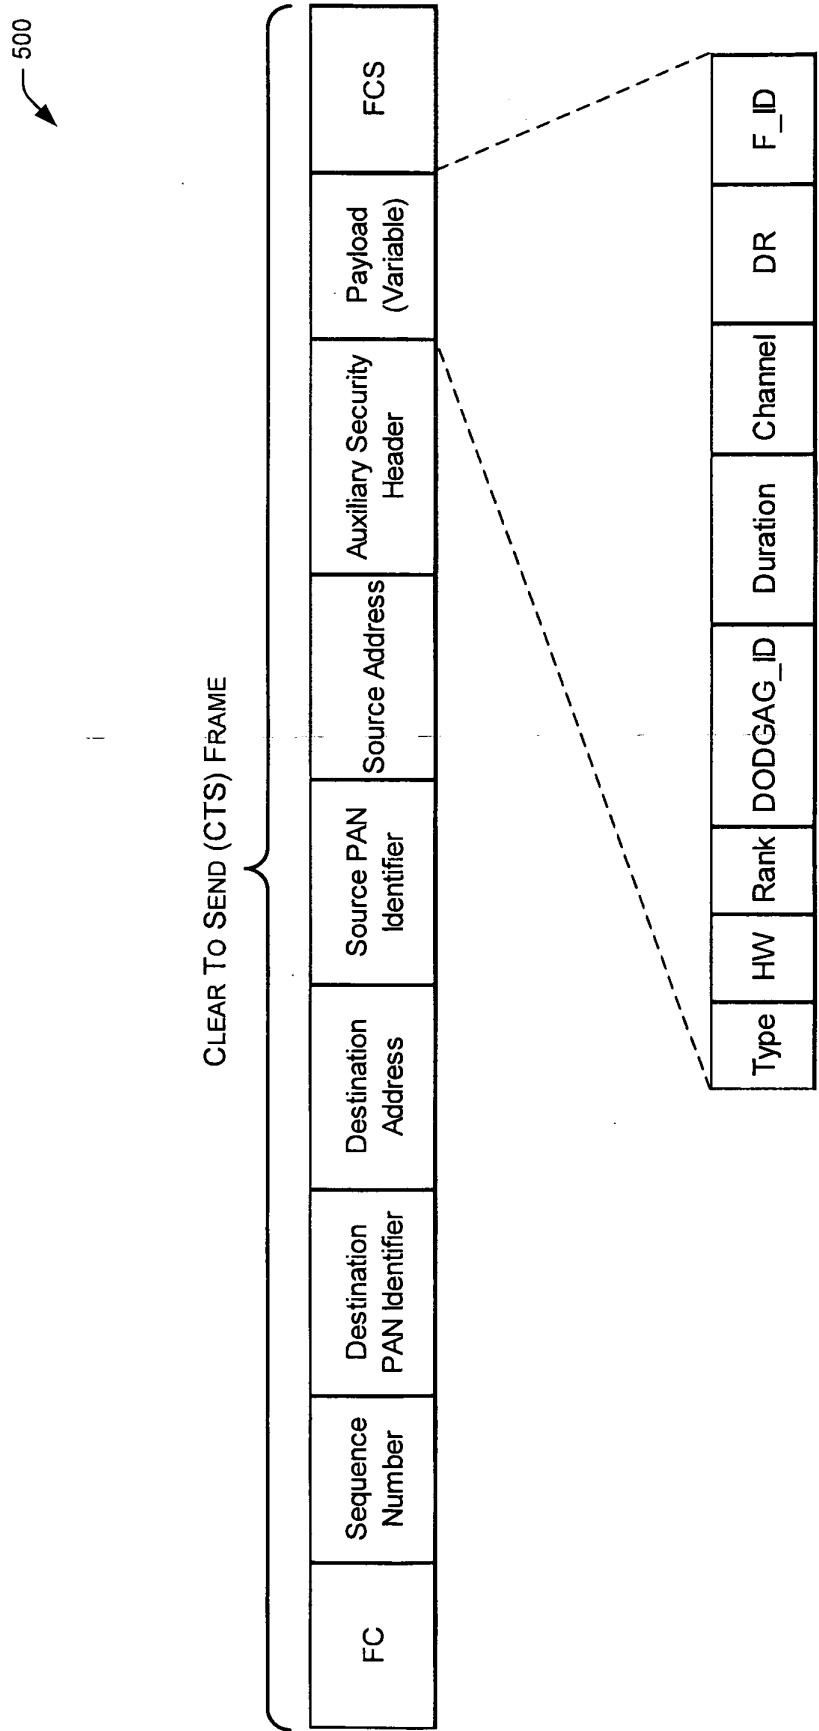 500
CLEAR TO SEND (CTS) FRAME
FC
Sequence
Number
Destination
PAN Identifier
Destination
Address
Source PAN
Identifier
Source Address
Auxiliary Security
Header
Payload
(Variable)
FCS
Type
HW
Rank
DODGAG_ID
Duration
Channel
DR
F_ID